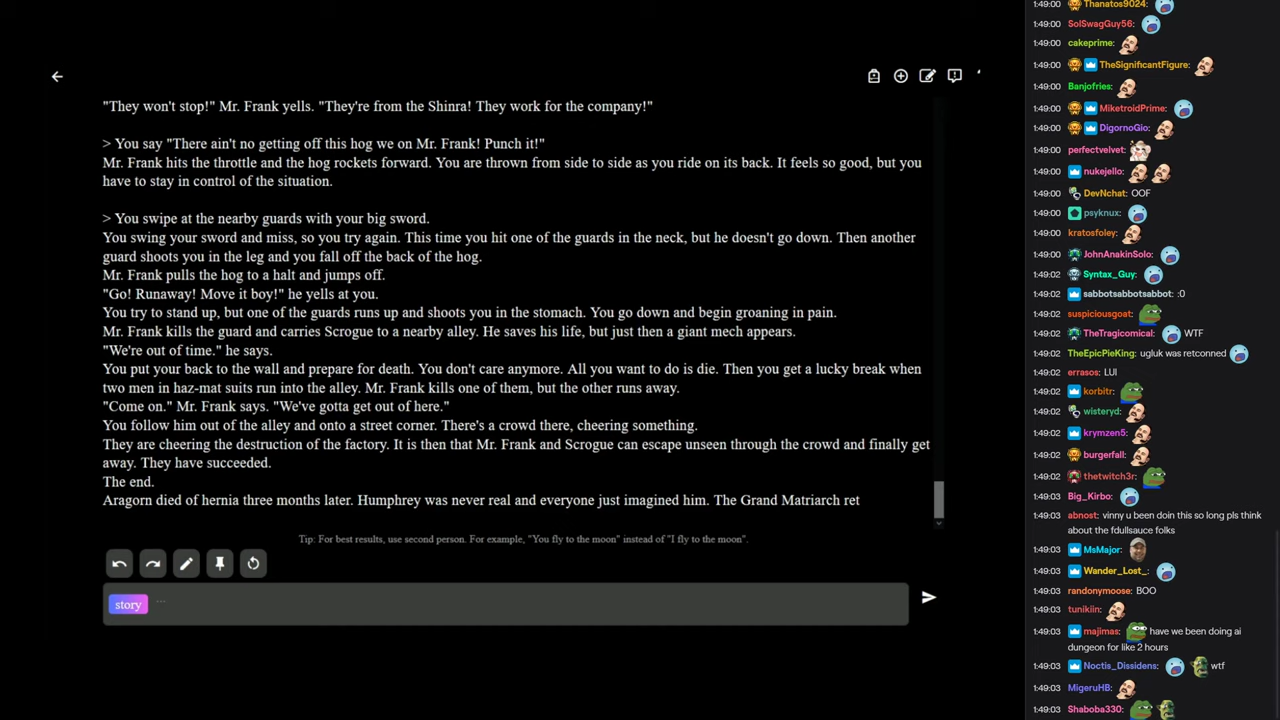 "They won't stop!" Mr. Frank yells. "They're from the Shinra! They work for the company!"
> You say "There ain't no getting off this hog we on Mr. Frank! Punch it!"
Mr. Frank hits the throttle and the hog rockets forward. You are thrown from side to side as you ride on its back. It feels so good, but you
have to stay in control of the situation.
> You swipe at the nearby guards with your big sword.
You swing your sword and miss, so you try again. This time you hit one of the guards in the neck, but he doesn't go down. Then another
guard shoots you in the leg and you fall off the back of the hog.
Mr. Frank pulls the hog to a halt and jumps off.
"Go! Runaway! Move it boy!" he yells at you.
You try to stand up, but one of the guards runs up and shoots you in the stomach. You go down and begin groaning in pain.
Mr. Frank kills the guard and carries Scrogue to a nearby alley. He saves his life, but just then a giant mech appears.
"We're out of time." he says.
You put your back to the wall and prepare for death. You don't care anymore. All you want to do is die. Then you get a lucky break when
two men in haz-mat suits run into the alley. Mr. Frank kills one of them, but the other runs away.
"Come on." Mr. Frank says. "We've gotta get out of here."
You follow him out of the alley and onto a street corner. There's a crowd there, cheering something.
They are cheering the destruction of the factory. It is then that Mr. Frank and Scrogue can escape unseen through the crowd and finally get
away. They have succeeded.
The end.
Aragorn died of hernia three months later. Humphrey was never real and everyone just imagined him. The Grand Matriarch ret
Tip: For best results, use second person. For example, "You fly to the moon" instead of "I fly to the moon".
story ...
1:49:00 Thanatos9024:
1:49:00 SolSwagGuy56:
1:49:00 cakeprime:
1:49:00 TheSignificantFigure:
1:49:00 Banjofries:
1:49:00 MiketroidPrime:
1:49:00 DigornoGio:
1:49:00 perfectvelvet:
1:49:00 nukejello:
1:49:00 DevNchat: OOF
1:49:00 psyknux:
1:49:00 kratosfoley:
1:49:00 JohnAnakinSolo:
1:49:02 Syntax_Guy:
1:49:02 sabbotsabbotsabbot: :0
1:49:02 suspiciousgoat:
1:49:02 TheTragicomical: WTF
1:49:02 TheEpicPieKing: ugluk was retconned
1:49:02 errasos: LUI
1:49:02 korbitr:
1:49:02 wisteryd:
1:49:02 krymzen5:
1:49:02 burgerfall:
1:49:02 thetwitch3r:
1:49:03 Big_Kirbo:
1:49:03 abnost: vinny u been doin this so long pls think
about the fdullsauce folks
1:49:03 MsMajor:
1:49:03 Wander_Lost_:
1:49:03 randonymoose: BOO
1:49:03 tunikiin:
1:49:03 majimas: have we been doing ai
dungeon for like 2 hours
1:49:03 Noctis_Dissidens: wtf
1:49:03 MigeruHB:
1:49:03 Shaboba330: